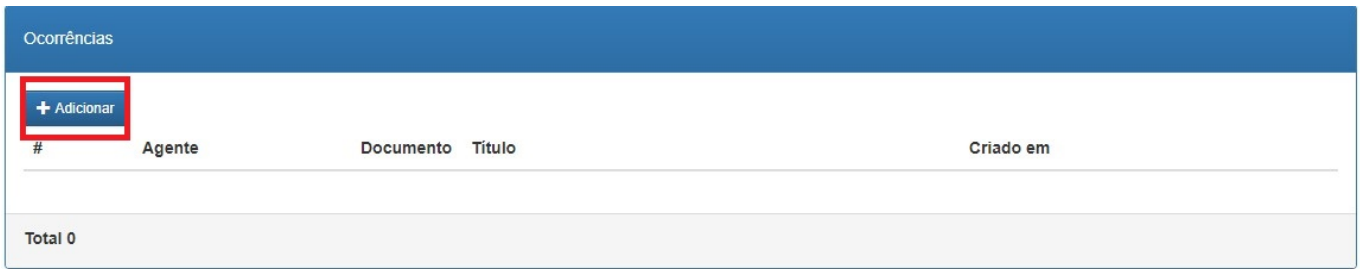 Ocorrências
+ Adicionar
# Agente Documento Título Criado em
Total 0